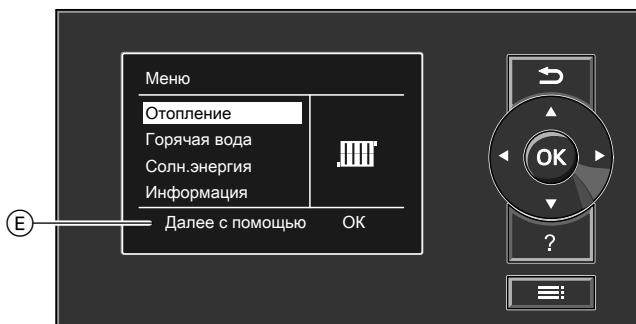 Меню
Отопление
Горячая вода
Солн.энергия
Информация
Далее с помощью OK
E
OK
?